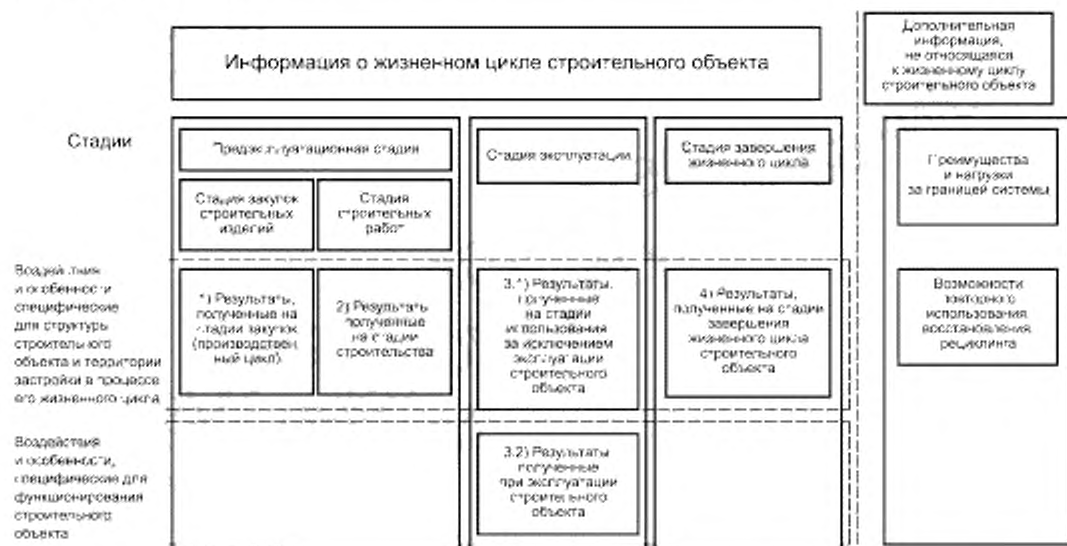 Информация о жизненном цикле строительного объекта
Дополнительная
информация,
не относящаяся
к жизненному циклу
строительного объекта
Стадии
Предэксплуатационная стадия
Стадия закупок
строительных
изделий
Стадия
строительных
работ
Стадия эксплуатации
Стадия завершения
жизненного цикла
Преимущества
и нагрузки
за границей системы
Воздействия
и особенности
специфические
для структуры
строительного
объекта и территории
застройки в процессе
его жизненного цикла
1) Результаты,
полученные на
стадии закупок
(производствен
ный цикл)
2) Результаты
полученные
на стадии
строительства
3.1) Результаты,
полученные
на стадии
использования
за исключением
эксплуатации
строительного
объекта
4) Результаты,
полученные на стадии
завершения
жизненного цикла
строительного
объекта
Возможности
повторного
использования
восстановления
рециклинга
Воздействия
и особенности,
специфические для
функционирования
строительного
объекта
3.2) Результаты
полученные
при эксплуатации
строительного
объекта